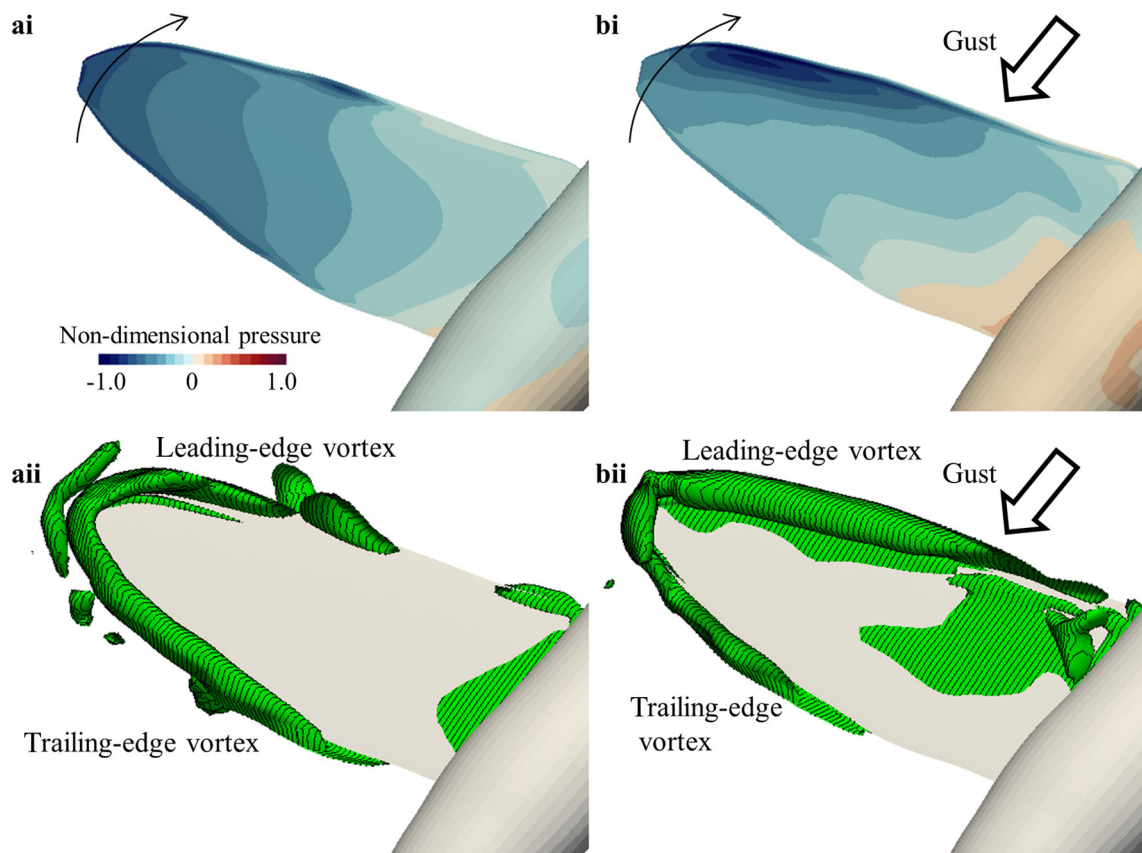 ai
bi
Gust
Non-dimensional pressure
-1.0 0 1.0
aii
Leading-edge vortex
Trailing-edge vortex
bii
Leading-edge vortex
Gust
Trailing-edge
vortex